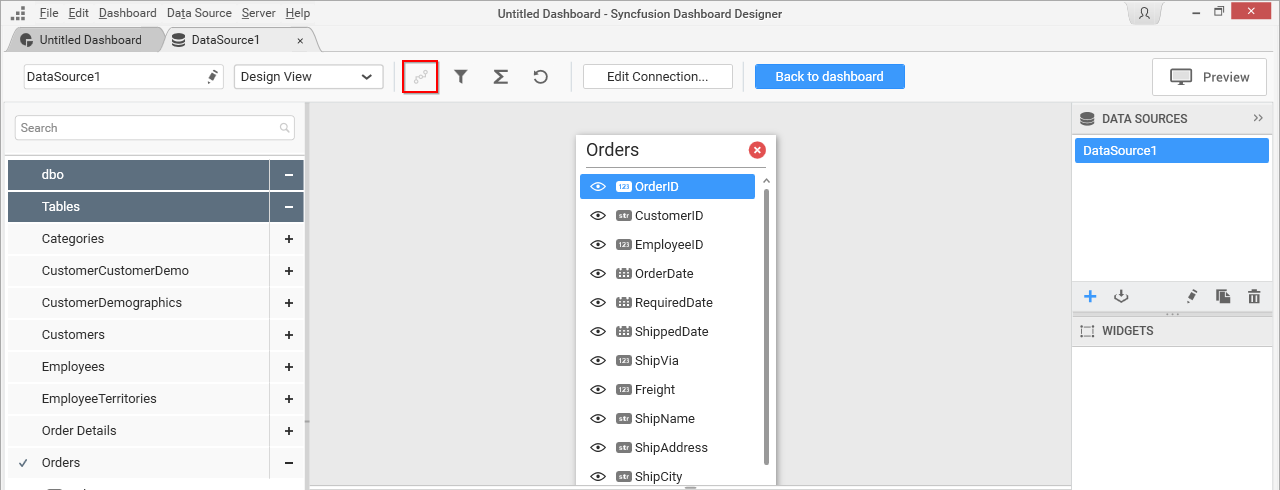 File Edit Dashboard Data Source Server Help
Untitled Dashboard - Syncfusion Dashboard Designer
Untitled Dashboard
DataSource1
DataSource1
Design View
Edit Connection...
Back to dashboard
Preview
Search
dbo
Tables
Categories
CustomerCustomerDemo
CustomerDemographics
Customers
Employees
EmployeeTerritories
Order Details
Orders
Orders
123 OrderID
str CustomerID
123 EmployeeID
OrderDate
RequiredDate
ShippedDate
123 ShipVia
123 Freight
str ShipName
str ShipAddress
str ShipCity
DATA SOURCES
DataSource1
WIDGETS